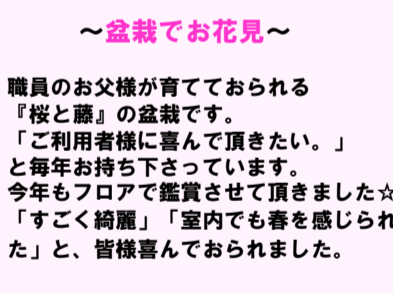 ～盆栽でお花見～
職員のお父様が育てておられる
『桜と藤』の盆栽です。
「ご利用者様に喜んで頂きたい。」
と毎年お持ち下さっています。
今年もフロアで鑑賞させて頂きました☆
「すごく綺麗」「室内でも春を感じられ
た」と、皆様喜んでおられました。